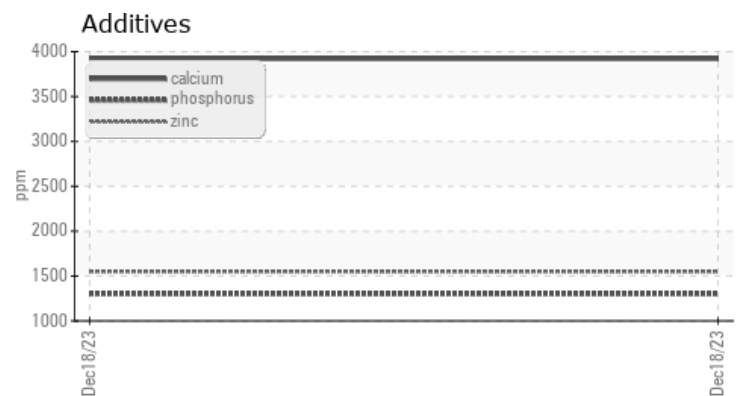 Additives
4000
3500
3000
2500
2000
1500
1000
ppm
calcium
phosphorus
zinc
Dec18/23
Dec18/23